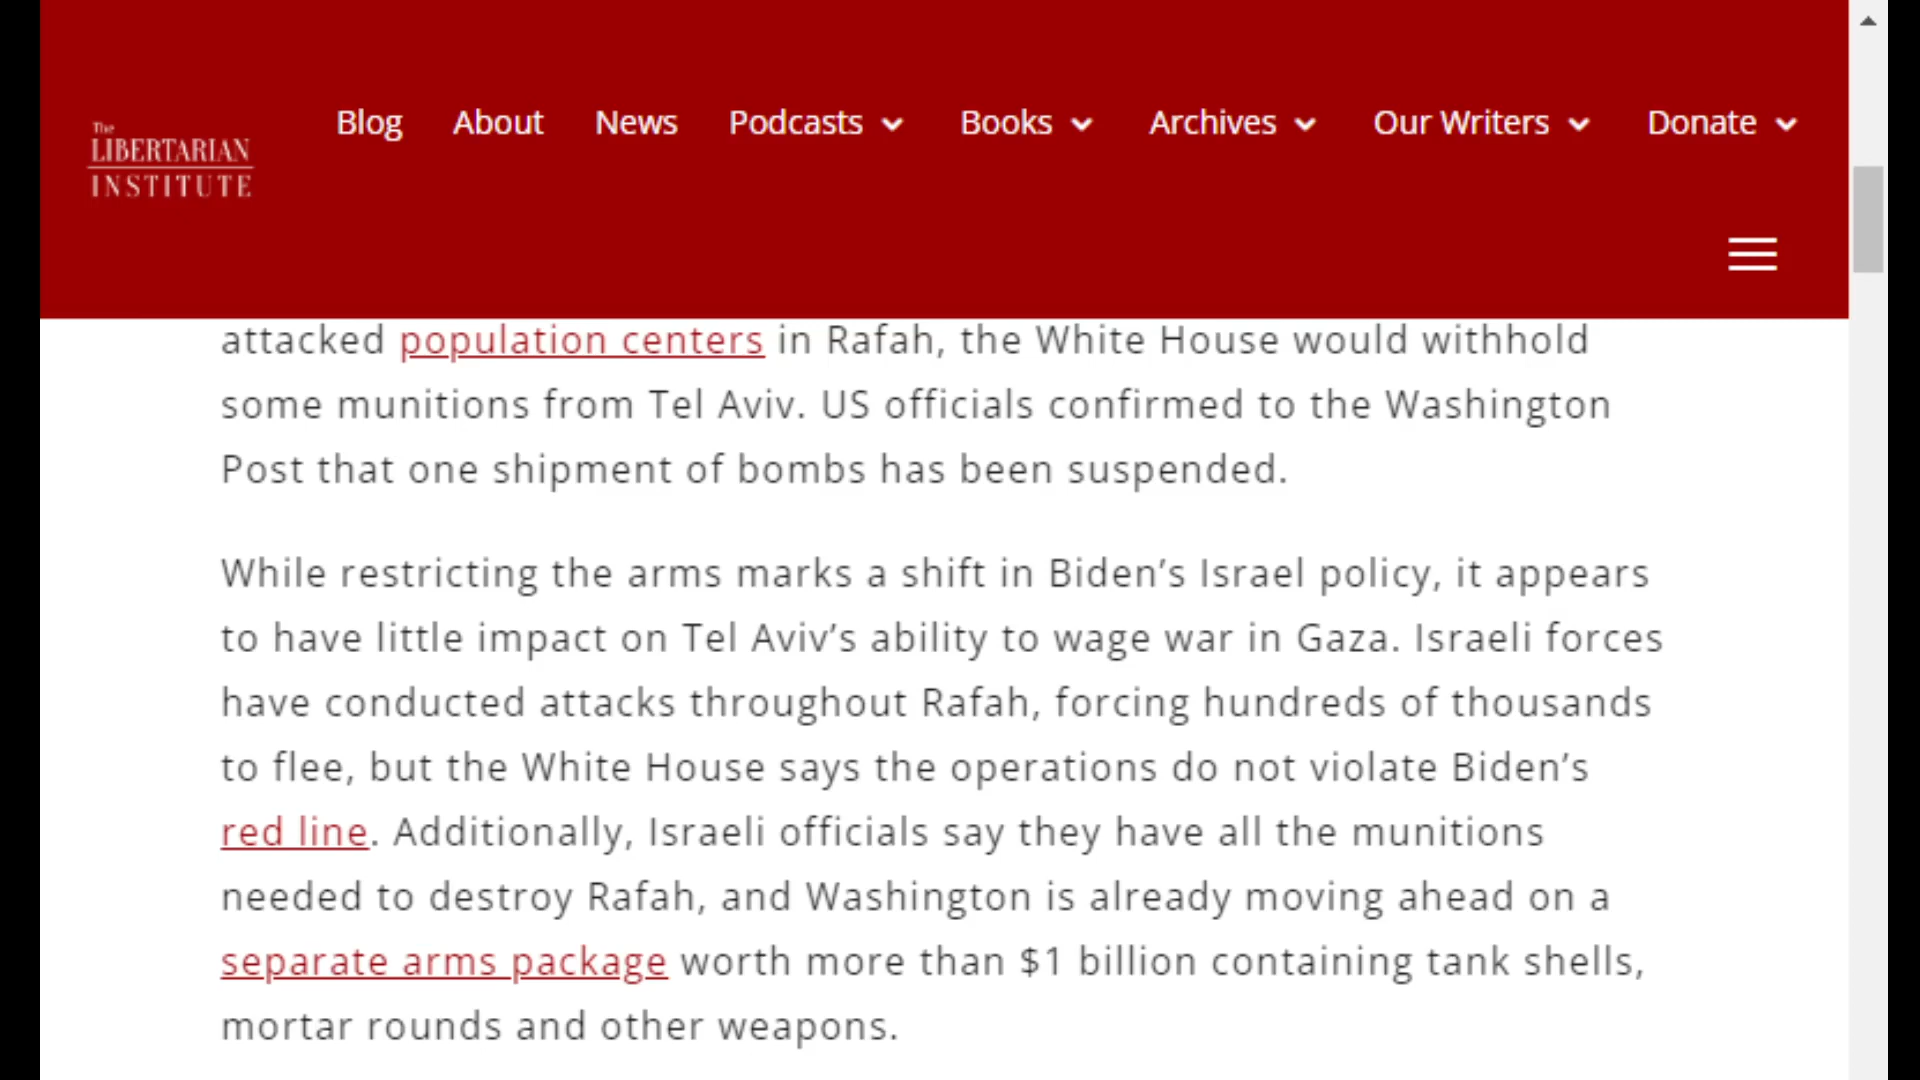 The
LIBERTARIAN
INSTITUTE
Blog About News Podcasts Books Archives Our Writers Donate
attacked population centers in Rafah, the White House would withhold
some munitions from Tel Aviv. US officials confirmed to the Washington
Post that one shipment of bombs has been suspended.
While restricting the arms marks a shift in Biden’s Israel policy, it appears
to have little impact on Tel Aviv’s ability to wage war in Gaza. Israeli forces
have conducted attacks throughout Rafah, forcing hundreds of thousands
to flee, but the White House says the operations do not violate Biden’s
red line. Additionally, Israeli officials say they have all the munitions
needed to destroy Rafah, and Washington is already moving ahead on a
separate arms package worth more than $1 billion containing tank shells,
mortar rounds and other weapons.